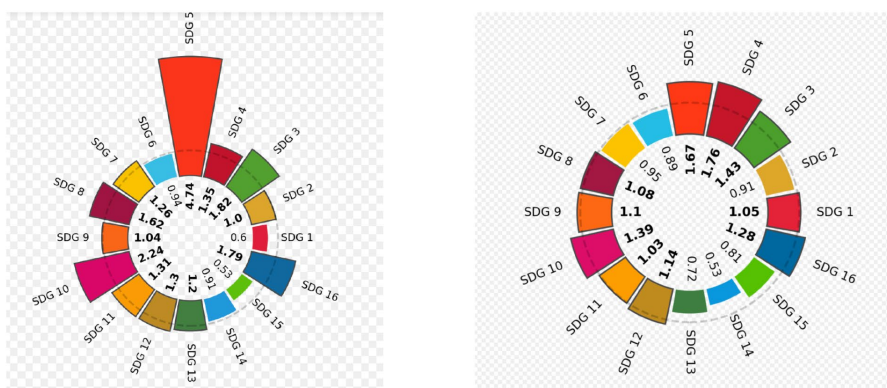 SDG 5
SDG 4
SDG 3
SDG 2
SDG 1
SDG 16
SDG 15
SDG 14
SDG 13
SDG 12
SDG 11
SDG 10
SDG 9
SDG 8
SDG 7
SDG 6
4.74
1.35
1.82
1.0
0.6
1.79
0.53
0.91
1.2
1.3
1.31
2.24
1.04
1.62
1.26
0.94
SDG 5
SDG 4
SDG 3
SDG 2
SDG 1
SDG 16
SDG 15
SDG 14
SDG 13
SDG 12
SDG 11
SDG 10
SDG 9
SDG 8
SDG 7
SDG 6
1.67
1.76
1.43
0.91
1.05
1.28
0.81
0.53
0.72
1.14
1.03
1.39
1.1
1.08
0.95
0.89